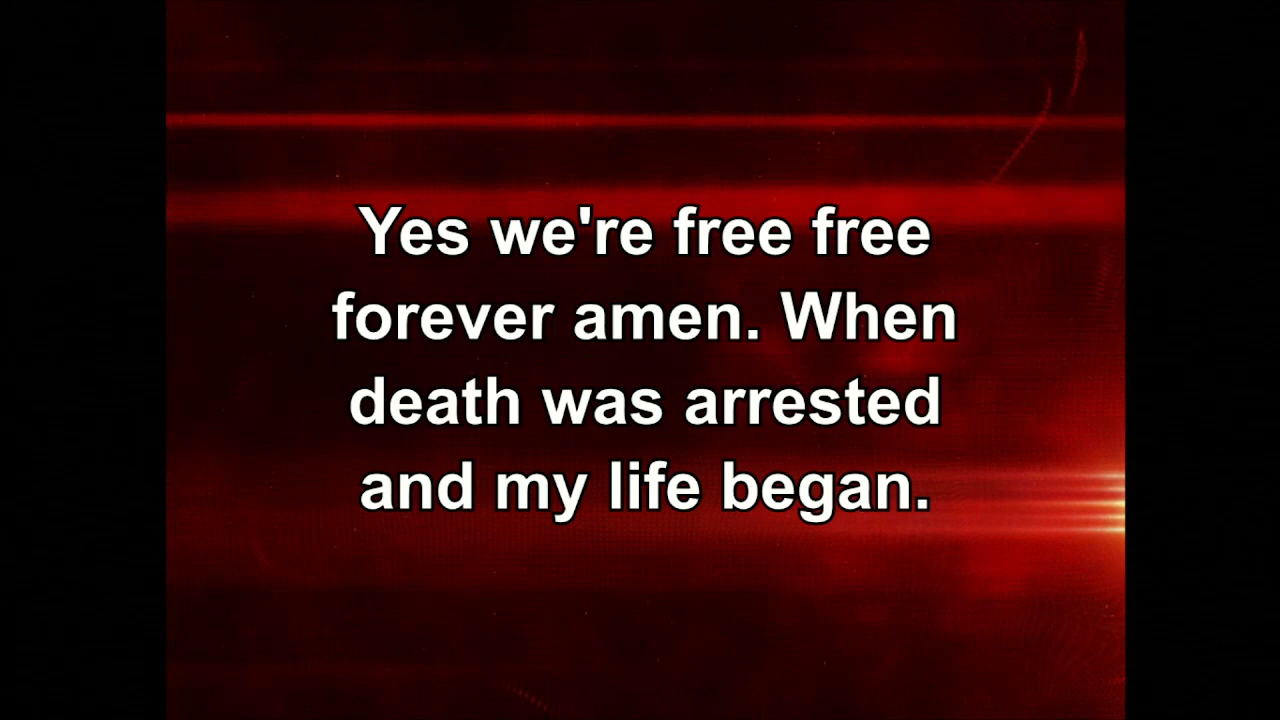 Yes we're free free
forever amen. When
death was arrested
and my life began.